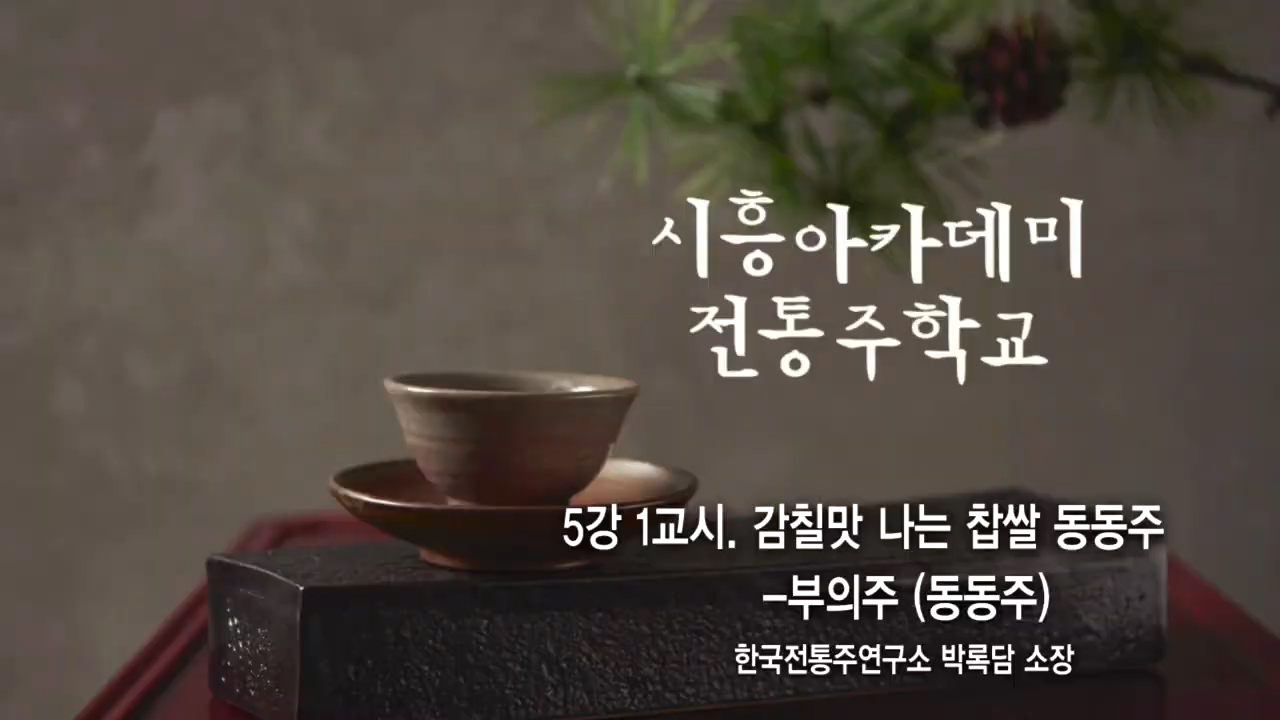 시흥아카데미
전통주학교
5강 1교시. 감칠맛 나는 찹쌀 동동주
-부의주 (동동주)
한국전통주연구소 박록담 소장